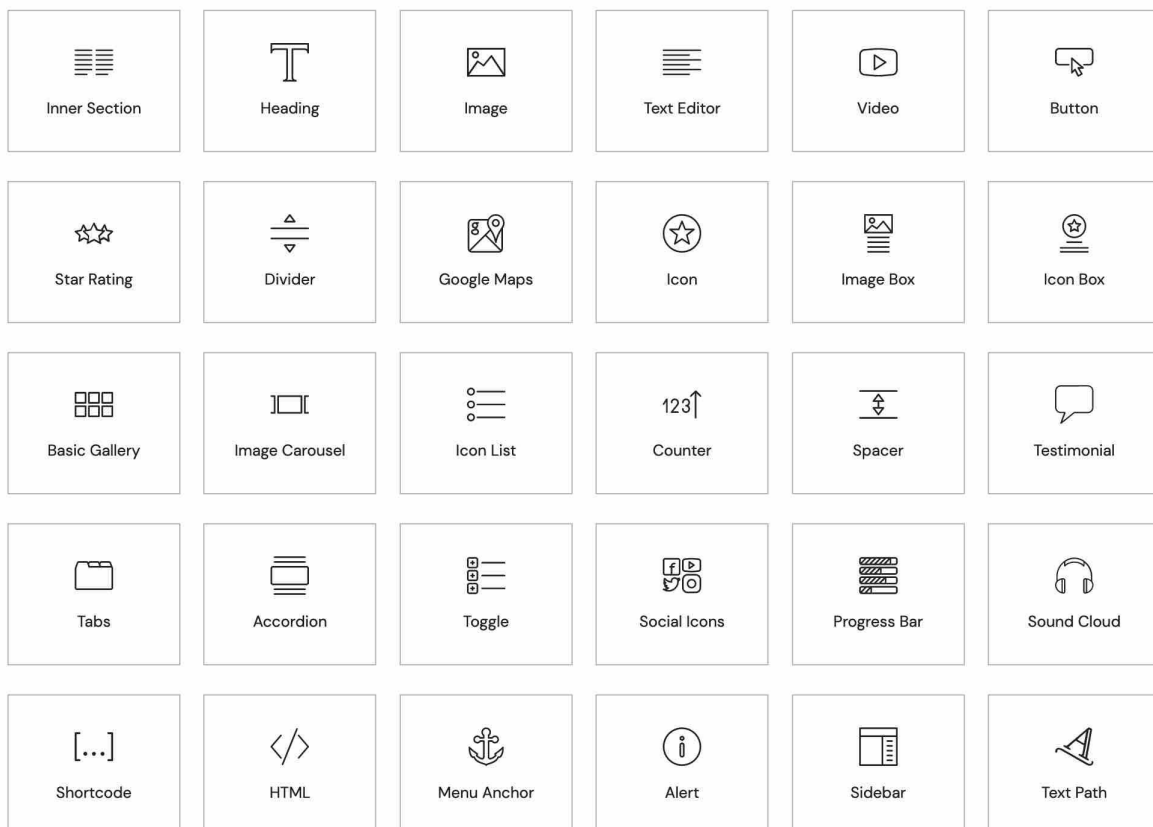 Inner Section
Heading
Image
Text Editor
Video
Button
Star Rating
Divider
Google Maps
Icon
Image Box
Icon Box
Basic Gallery
Image Carousel
Icon List
123
Counter
Spacer
Testimonial
Tabs
Accordion
Toggle
Social Icons
Progress Bar
Sound Cloud
[...]
Shortcode
</>
HTML
Menu Anchor
Alert
Sidebar
Text Path